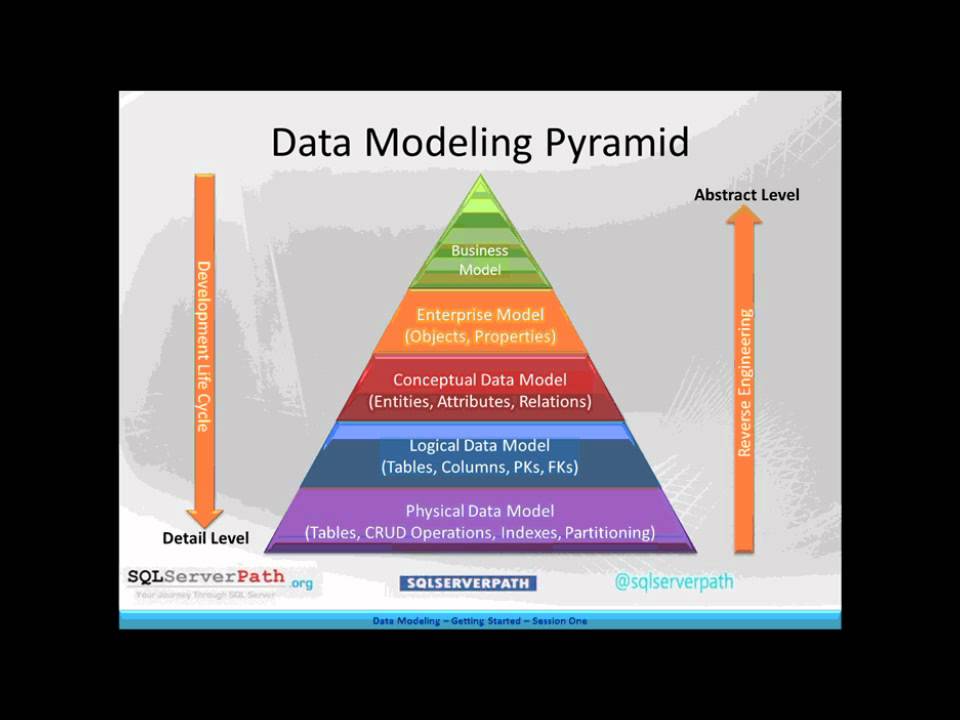 Data Modeling Pyramid
Abstract Level
Business
Model
Enterprise Model
(Objects, Properties)
Conceptual Data Model
(Entities, Attributes, Relations)
Logical Data Model
(Tables, Columns, PKs, FKs)
Physical Data Model
(Tables, CRUD Operations, Indexes, Partitioning)
Development Life Cycle
Reverse Engineering
Detail Level
SQLServerPath.org
Your Journey Through SQL Server
SQLSERVERPATH
@sqlserverpath
Data Modeling – Getting Started – Session One